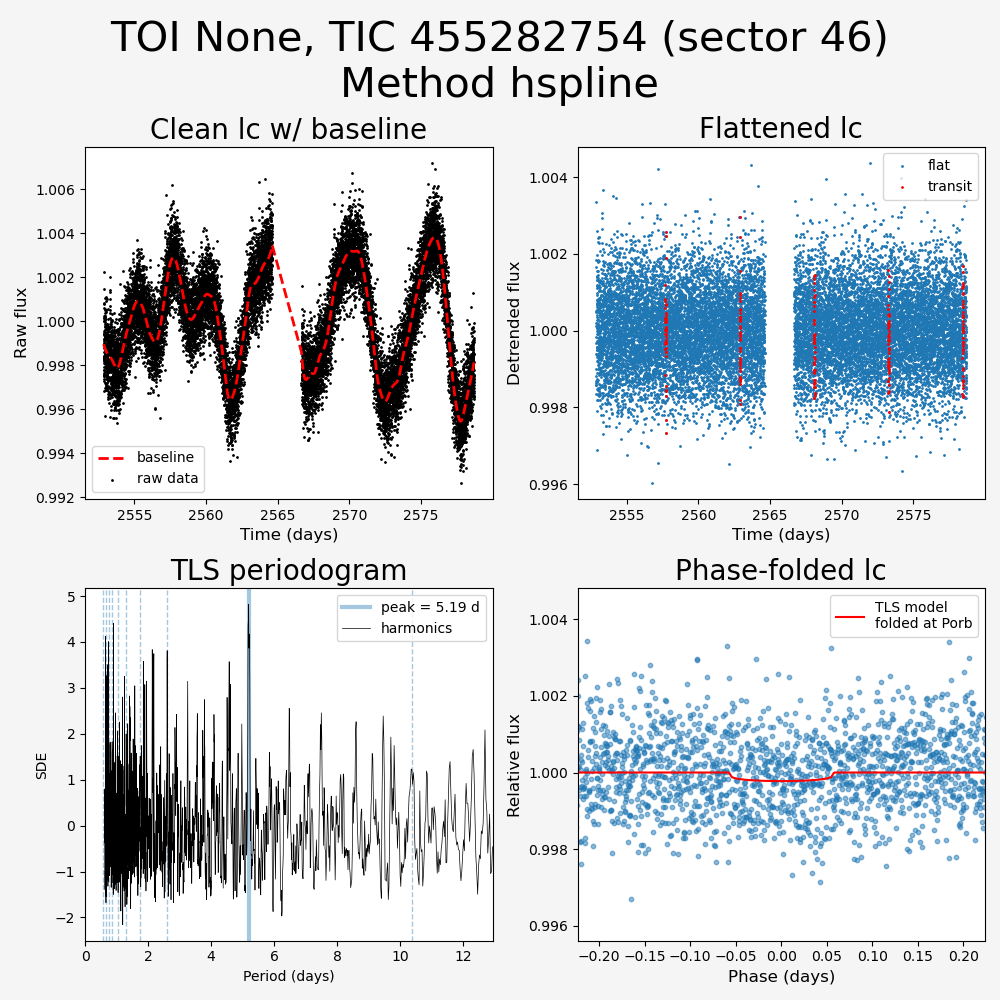 TOI None, TIC 455282754 (sector 46)
Method hspline
Clean lc w/ baseline
Raw flux
1.006
1.004
1.002
1.000
0.998
0.996
0.994
0.992
baseline
raw data
2555
2560
2565
2570
2575
Time (days)
Flattened lc
Detrended flux
1.004
1.002
1.000
0.998
0.996
flat
transit
2555
2560
2565
2570
2575
Time (days)
TLS periodogram
SDE
5
4
3
2
1
0
−1
−2
peak = 5.19 d
harmonics
0
2
4
6
8
10
12
Period (days)
Phase-folded lc
Relative flux
1.004
1.002
1.000
0.998
0.996
TLS model
folded at Porb
−0.20
−0.15
−0.10
−0.05
0.00
0.05
0.10
0.15
0.20
Phase (days)